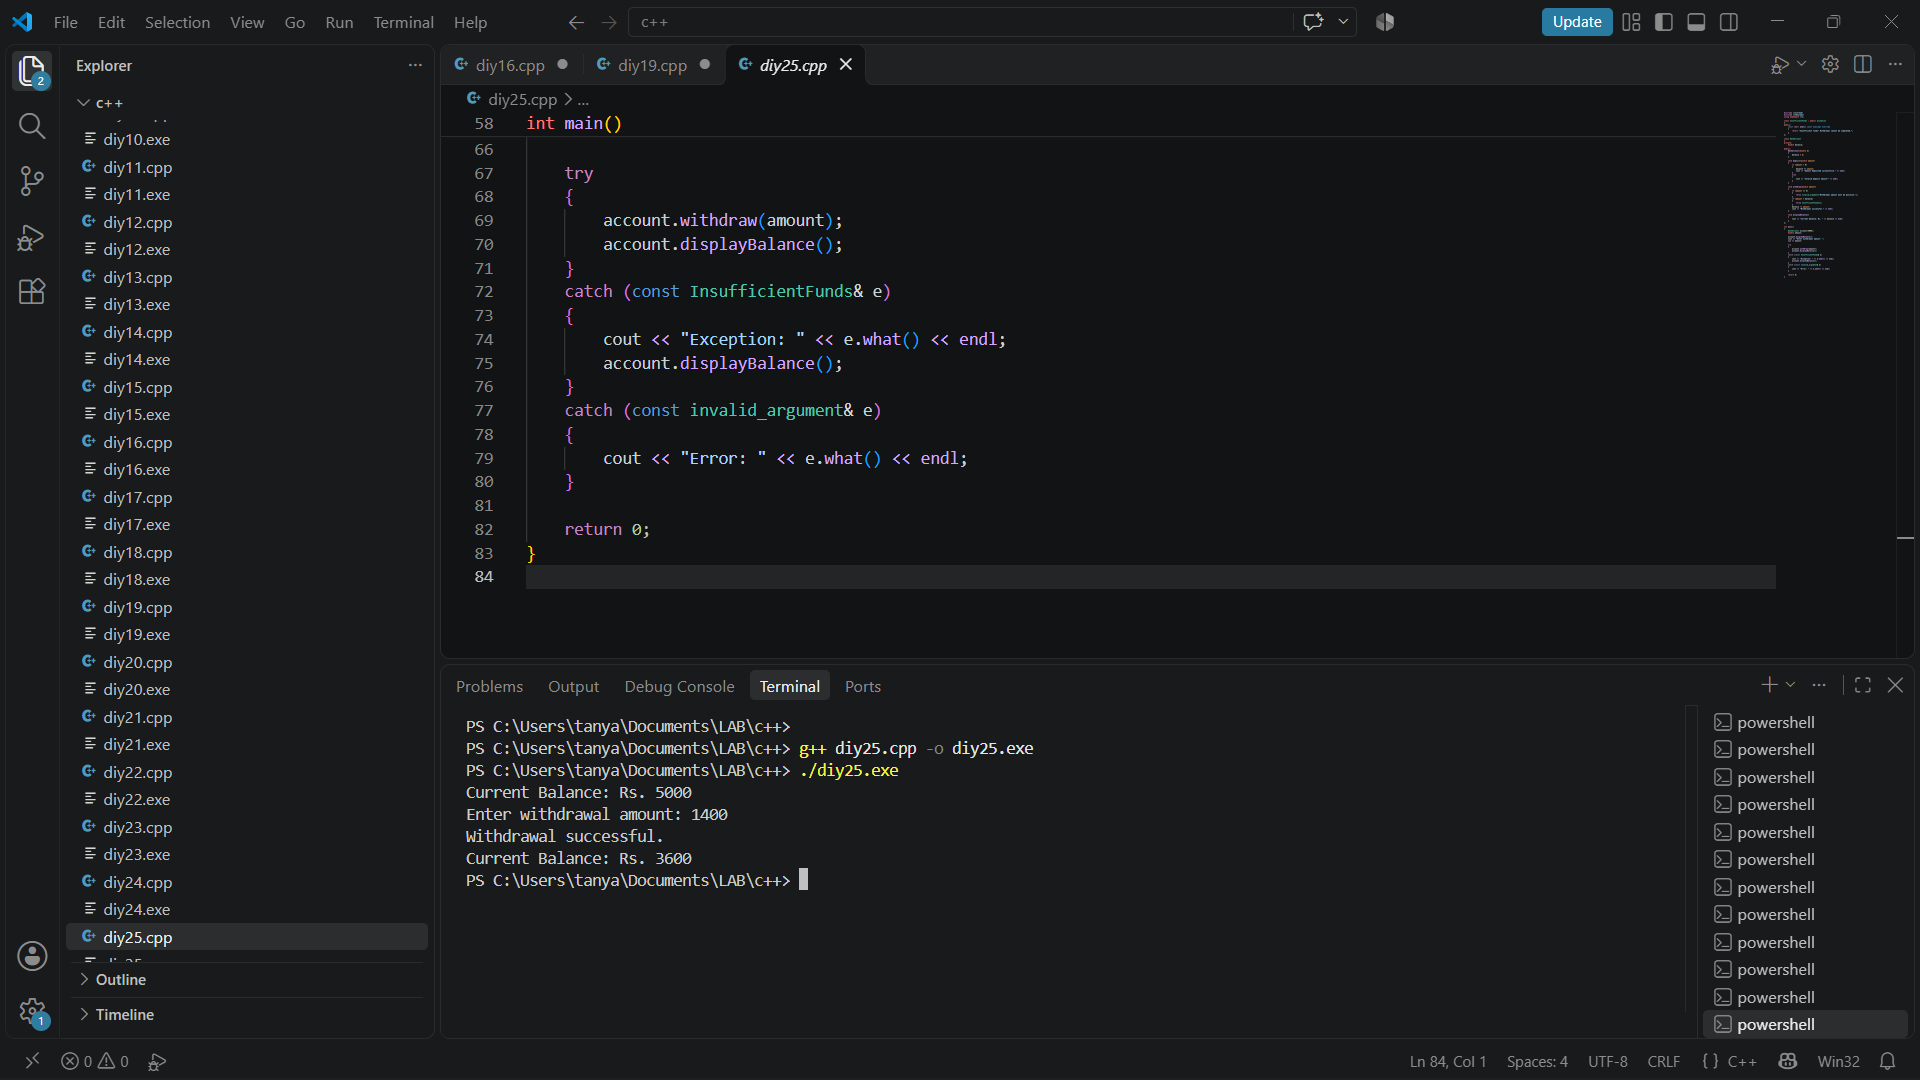 File Edit Selection View Go Run Terminal Help
c++
Update
Explorer
2
c++
diy10.exe
diy11.cpp
diy11.exe
diy12.cpp
diy12.exe
diy13.cpp
diy13.exe
diy14.cpp
diy14.exe
diy15.cpp
diy15.exe
diy16.cpp
diy16.exe
diy17.cpp
diy17.exe
diy18.cpp
diy18.exe
diy19.cpp
diy19.exe
diy20.cpp
diy20.exe
diy21.cpp
diy21.exe
diy22.cpp
diy22.exe
diy23.cpp
diy23.exe
diy24.cpp
diy24.exe
diy25.cpp
Outline
Timeline
1
diy16.cpp diy19.cpp diy25.cpp
diy25.cpp > ...
58 int main()
66
67 try
68 {
69 account.withdraw(amount);
70 account.displayBalance();
71 }
72 catch (const InsufficientFunds& e)
73 {
74 cout << "Exception: " << e.what() << endl;
75 account.displayBalance();
76 }
77 catch (const invalid_argument& e)
78 {
79 cout << "Error: " << e.what() << endl;
80 }
81
82 return 0;
83 }
84
Problems Output Debug Console Terminal Ports
PS C:\Users\tanya\Documents\LAB\c++>
PS C:\Users\tanya\Documents\LAB\c++> g++ diy25.cpp -o diy25.exe
PS C:\Users\tanya\Documents\LAB\c++> ./diy25.exe
Current Balance: Rs. 5000
Enter withdrawal amount: 1400
Withdrawal successful.
Current Balance: Rs. 3600
PS C:\Users\tanya\Documents\LAB\c++>
powershell
powershell
powershell
powershell
powershell
powershell
powershell
powershell
powershell
powershell
powershell
powershell
0 0
Ln 84, Col 1 Spaces: 4 UTF-8 CRLF {} C++ Win32